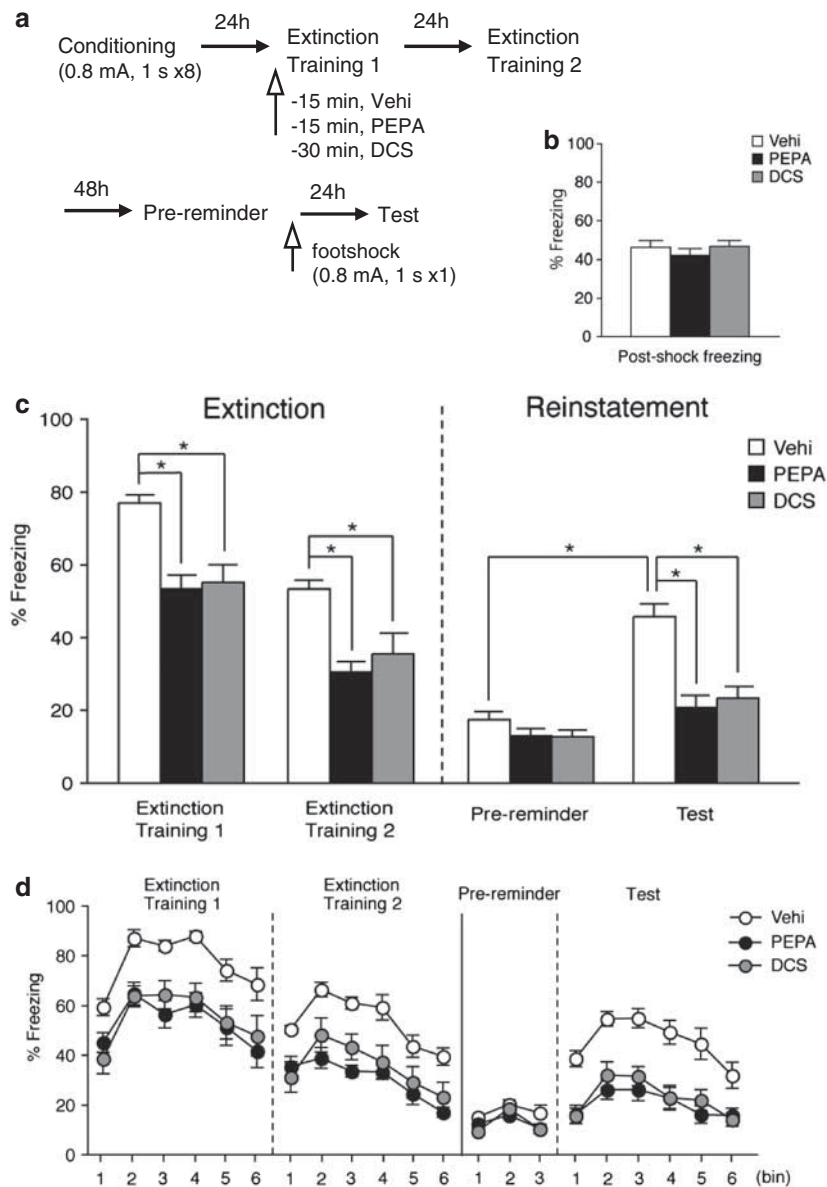 a
24h
24h
Conditioning
(0.8 mA, 1 s x8)
Extinction
Training 1
Extinction
Training 2
-15 min, Vehi
-15 min, PEPA
-30 min, DCS
48h
Pre-reminder
24h
Test
footshock
(0.8 mA, 1 s x1)
b
100
80
60
40
20
0
% Freezing
Vehi
PEPA
DCS
Post-shock freezing
c
Extinction
Reinstatement
100
80
60
40
20
0
% Freezing
* * * * * * *
Vehi
PEPA
DCS
Extinction
Training 1
Extinction
Training 2
Pre-reminder
Test
d
Extinction
Training 1
Extinction
Training 2
Pre-reminder
Test
Vehi
PEPA
DCS
100
80
60
40
20
0
% Freezing
1 2 3 4 5 6 1 2 3 4 5 6 1 2 3 1 2 3 4 5 6 (bin)